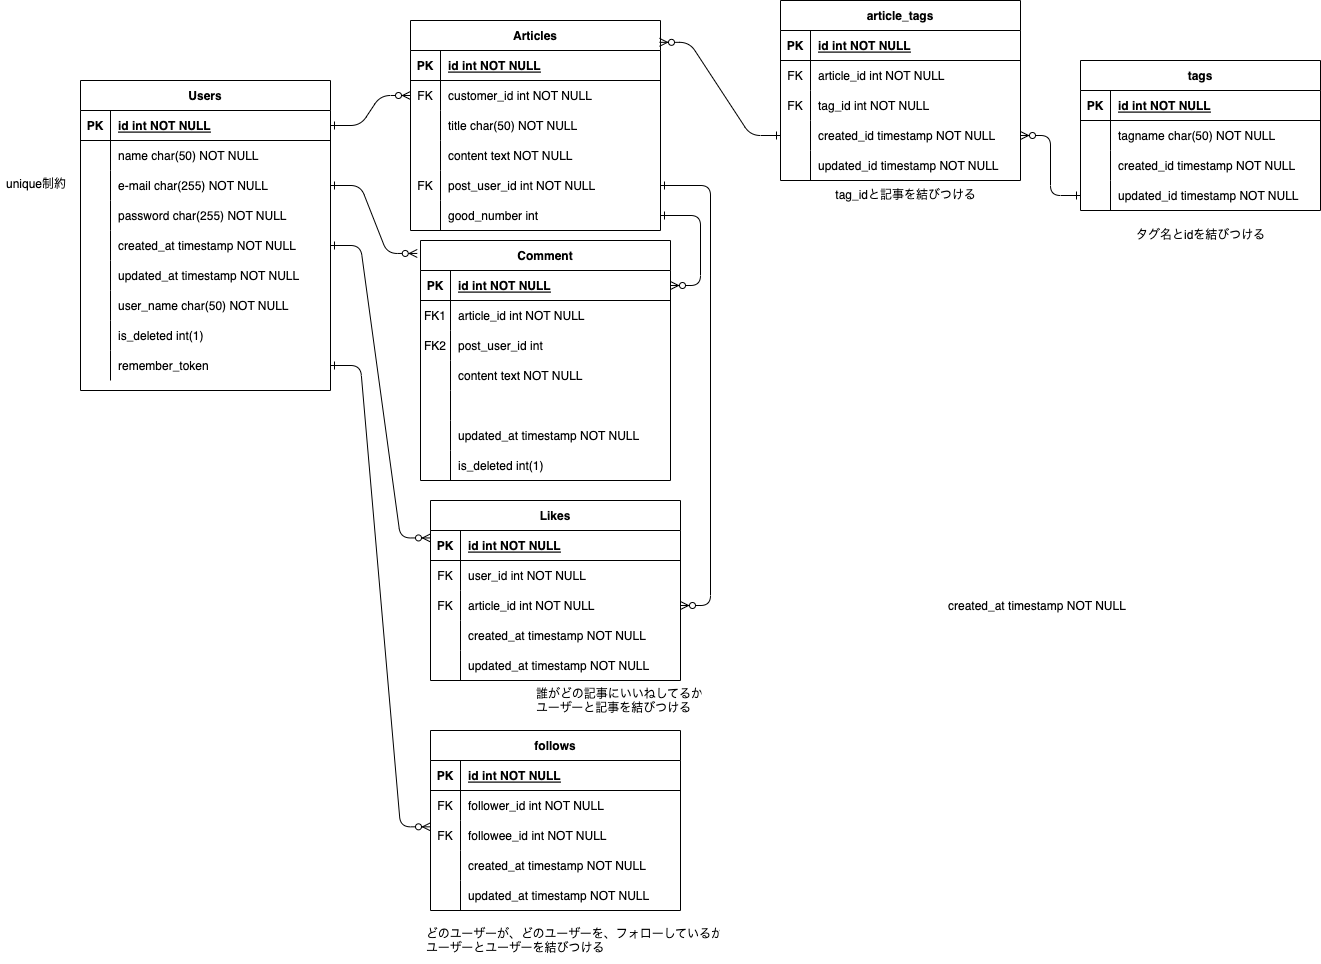 unique制約
Users
PK id int NOT NULL
name char(50) NOT NULL
e-mail char(255) NOT NULL
password char(255) NOT NULL
created_at timestamp NOT NULL
updated_at timestamp NOT NULL
user_name char(50) NOT NULL
is_deleted int(1)
remember_token
Articles
PK id int NOT NULL
FK customer_id int NOT NULL
title char(50) NOT NULL
content text NOT NULL
FK post_user_id int NOT NULL
good_number int
Comment
PK id int NOT NULL
FK1 article_id int NOT NULL
FK2 post_user_id int
content text NOT NULL
updated_at timestamp NOT NULL
is_deleted int(1)
Likes
PK id int NOT NULL
FK user_id int NOT NULL
FK article_id int NOT NULL
created_at timestamp NOT NULL
updated_at timestamp NOT NULL
誰がどの記事にいいねしてるか
ユーザーと記事を結びつける
follows
PK id int NOT NULL
FK follower_id int NOT NULL
FK followee_id int NOT NULL
created_at timestamp NOT NULL
updated_at timestamp NOT NULL
どのユーザーが、どのユーザーを、フォローしているか
ユーザーとユーザーを結びつける
article_tags
PK id int NOT NULL
FK article_id int NOT NULL
FK tag_id int NOT NULL
created_id timestamp NOT NULL
updated_id timestamp NOT NULL
tag_idと記事を結びつける
tags
PK id int NOT NULL
tagname char(50) NOT NULL
created_id timestamp NOT NULL
updated_id timestamp NOT NULL
タグ名とidを結びつける
created_at timestamp NOT NULL